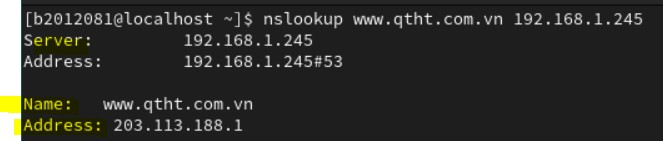 [b2012081@localhost ~]$ nslookup www.qtht.com.vn 192.168.1.245
Server:         192.168.1.245
Address:        192.168.1.245#53
Name:   www.qtht.com.vn
Address: 203.113.188.1